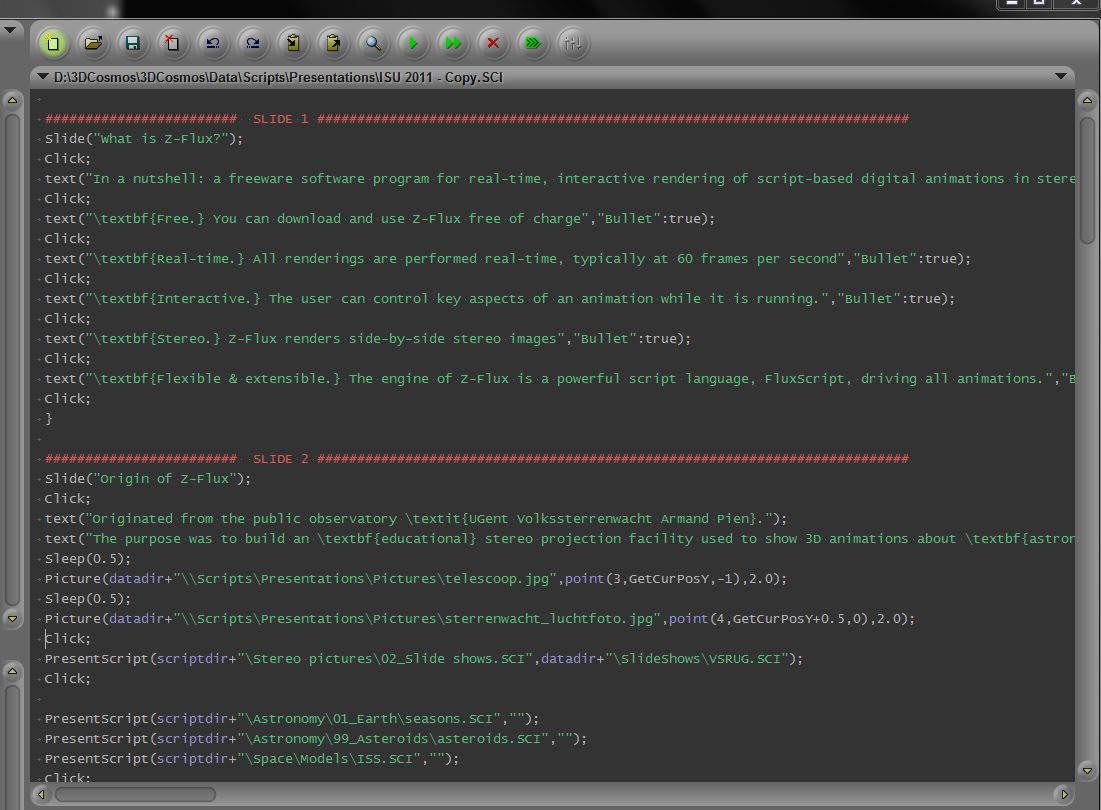 D:\3DCosmos\3DCosmos\Data\Scripts\Presentations\ISU 2011 - Copy.SCI
######################## SLIDE 1 ##########################################################################
Slide("What is Z-Flux?");
Click;
text("In a nutshell: a freeware software program for real-time, interactive rendering of script-based digital animations in stere
Click;
text("\textbf{Free.} You can download and use Z-Flux free of charge","Bullet":true);
Click;
text("\textbf{Real-time.} All renderings are performed real-time, typically at 60 frames per second","Bullet":true);
Click;
text("\textbf{Interactive.} The user can control key aspects of an animation while it is running.","Bullet":true);
Click;
text("\textbf{Stereo.} Z-Flux renders side-by-side stereo images","Bullet":true);
Click;
text("\textbf{Flexible & extensible.} The engine of Z-Flux is a powerful script language, FluxScript, driving all animations.","B
Click;
}
######################## SLIDE 2 ##########################################################################
Slide("Origin of Z-Flux");
Click;
text("Originated from the public observatory \textit{UGent Volkssterrenwacht Armand Pien}.");
text("The purpose was to build an \textbf{educational} stereo projection facility used to show 3D animations about \textbf{astron
Sleep(0.5);
Picture(datadir+"\\Scripts\Presentations\Pictures\telescoop.jpg",point(3,GetCurPosY,-1),2.0);
Sleep(0.5);
Picture(datadir+"\\Scripts\Presentations\Pictures\sterrenwacht_luchtfoto.jpg",point(4,GetCurPosY+0.5,0),2.0);
Click;
PresentScript(scriptdir+"\Stereo pictures\02_Slide shows.SCI",datadir+"\SlideShows\VSRUG.SCI");
Click;
PresentScript(scriptdir+"\Astronomy\01_Earth\seasons.SCI","");
PresentScript(scriptdir+"\Astronomy\99_Asteroids\asteroids.SCI","");
PresentScript(scriptdir+"\Space\Models\ISS.SCI","");
Click;